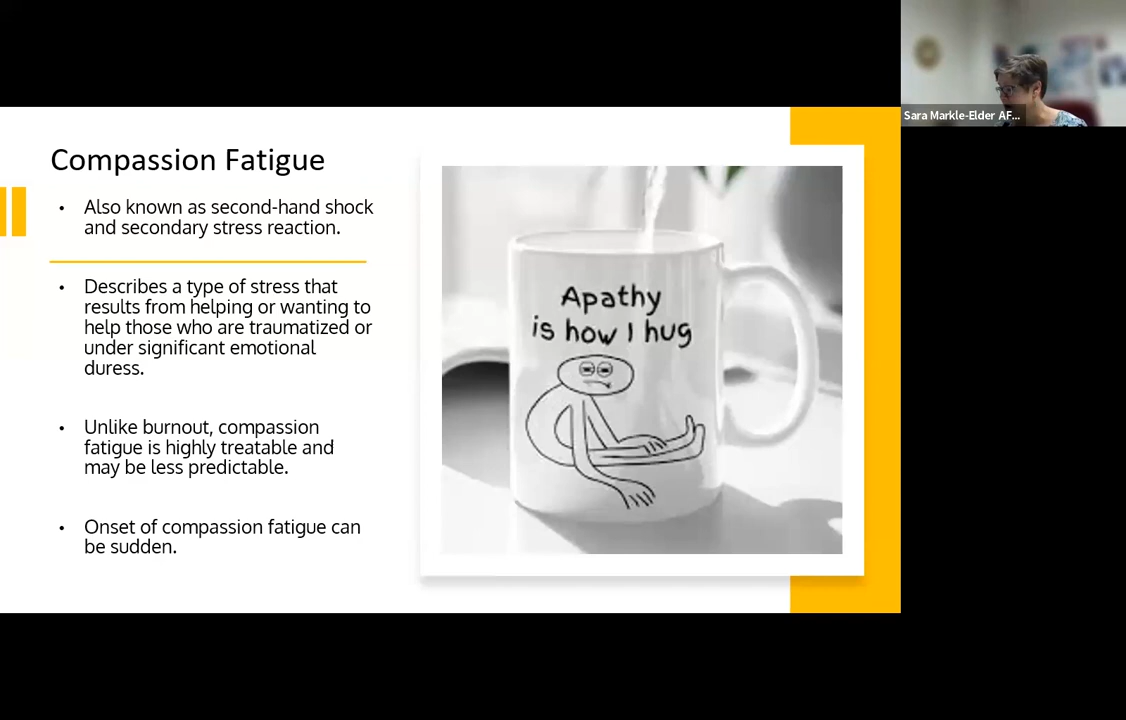 Compassion Fatigue
• Also known as second-hand shock
and secondary stress reaction.
• Describes a type of stress that
results from helping or wanting to
help those who are traumatized or
under significant emotional
duress.
• Unlike burnout, compassion
fatigue is highly treatable and
may be less predictable.
• Onset of compassion fatigue can
be sudden.
Apathy
is how I hug
Sara Markle-Elder AF...